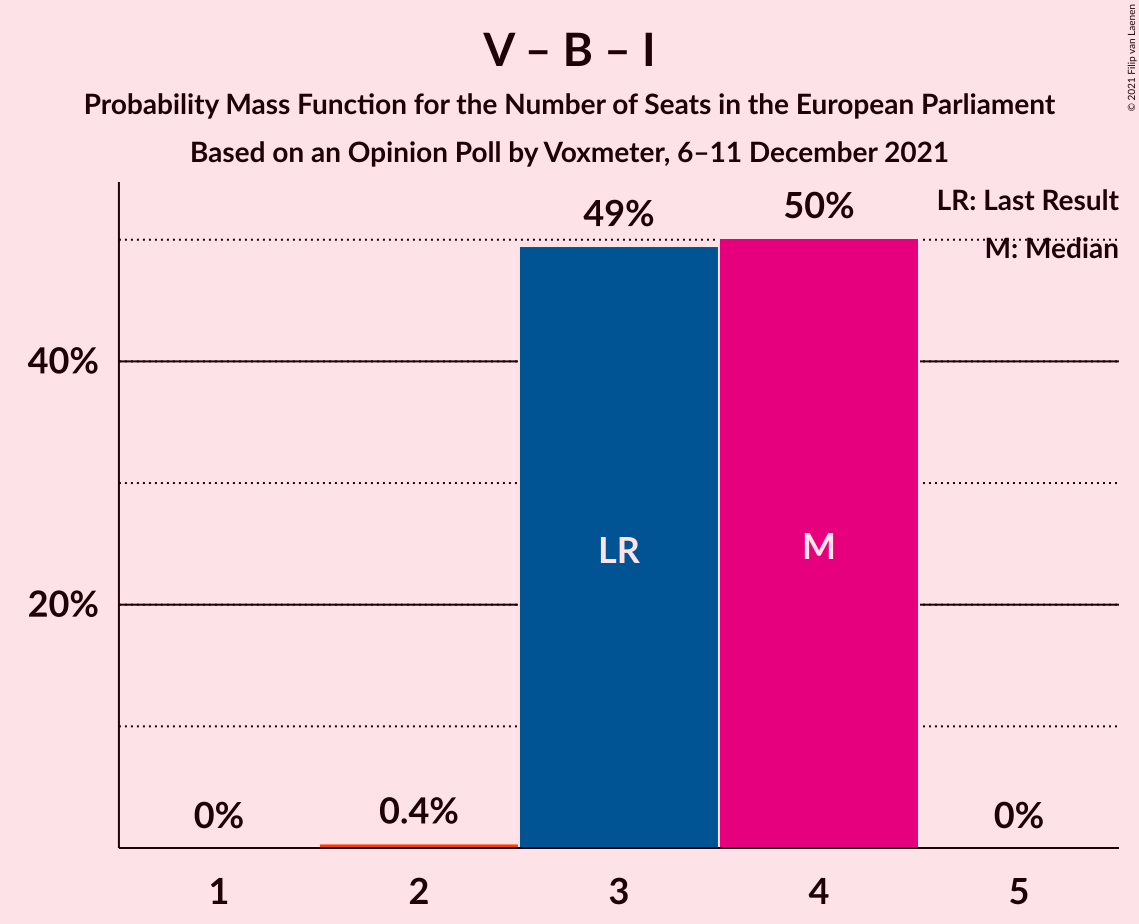 V – B – I
Probability Mass Function for the Number of Seats in the European Parliament
Based on an Opinion Poll by Voxmeter, 6–11 December 2021
© 2021 Filip van Laenen
LR: Last Result
M: Median
49%
50%
40%
20%
LR
M
0%
0.4%
0%
1
2
3
4
5